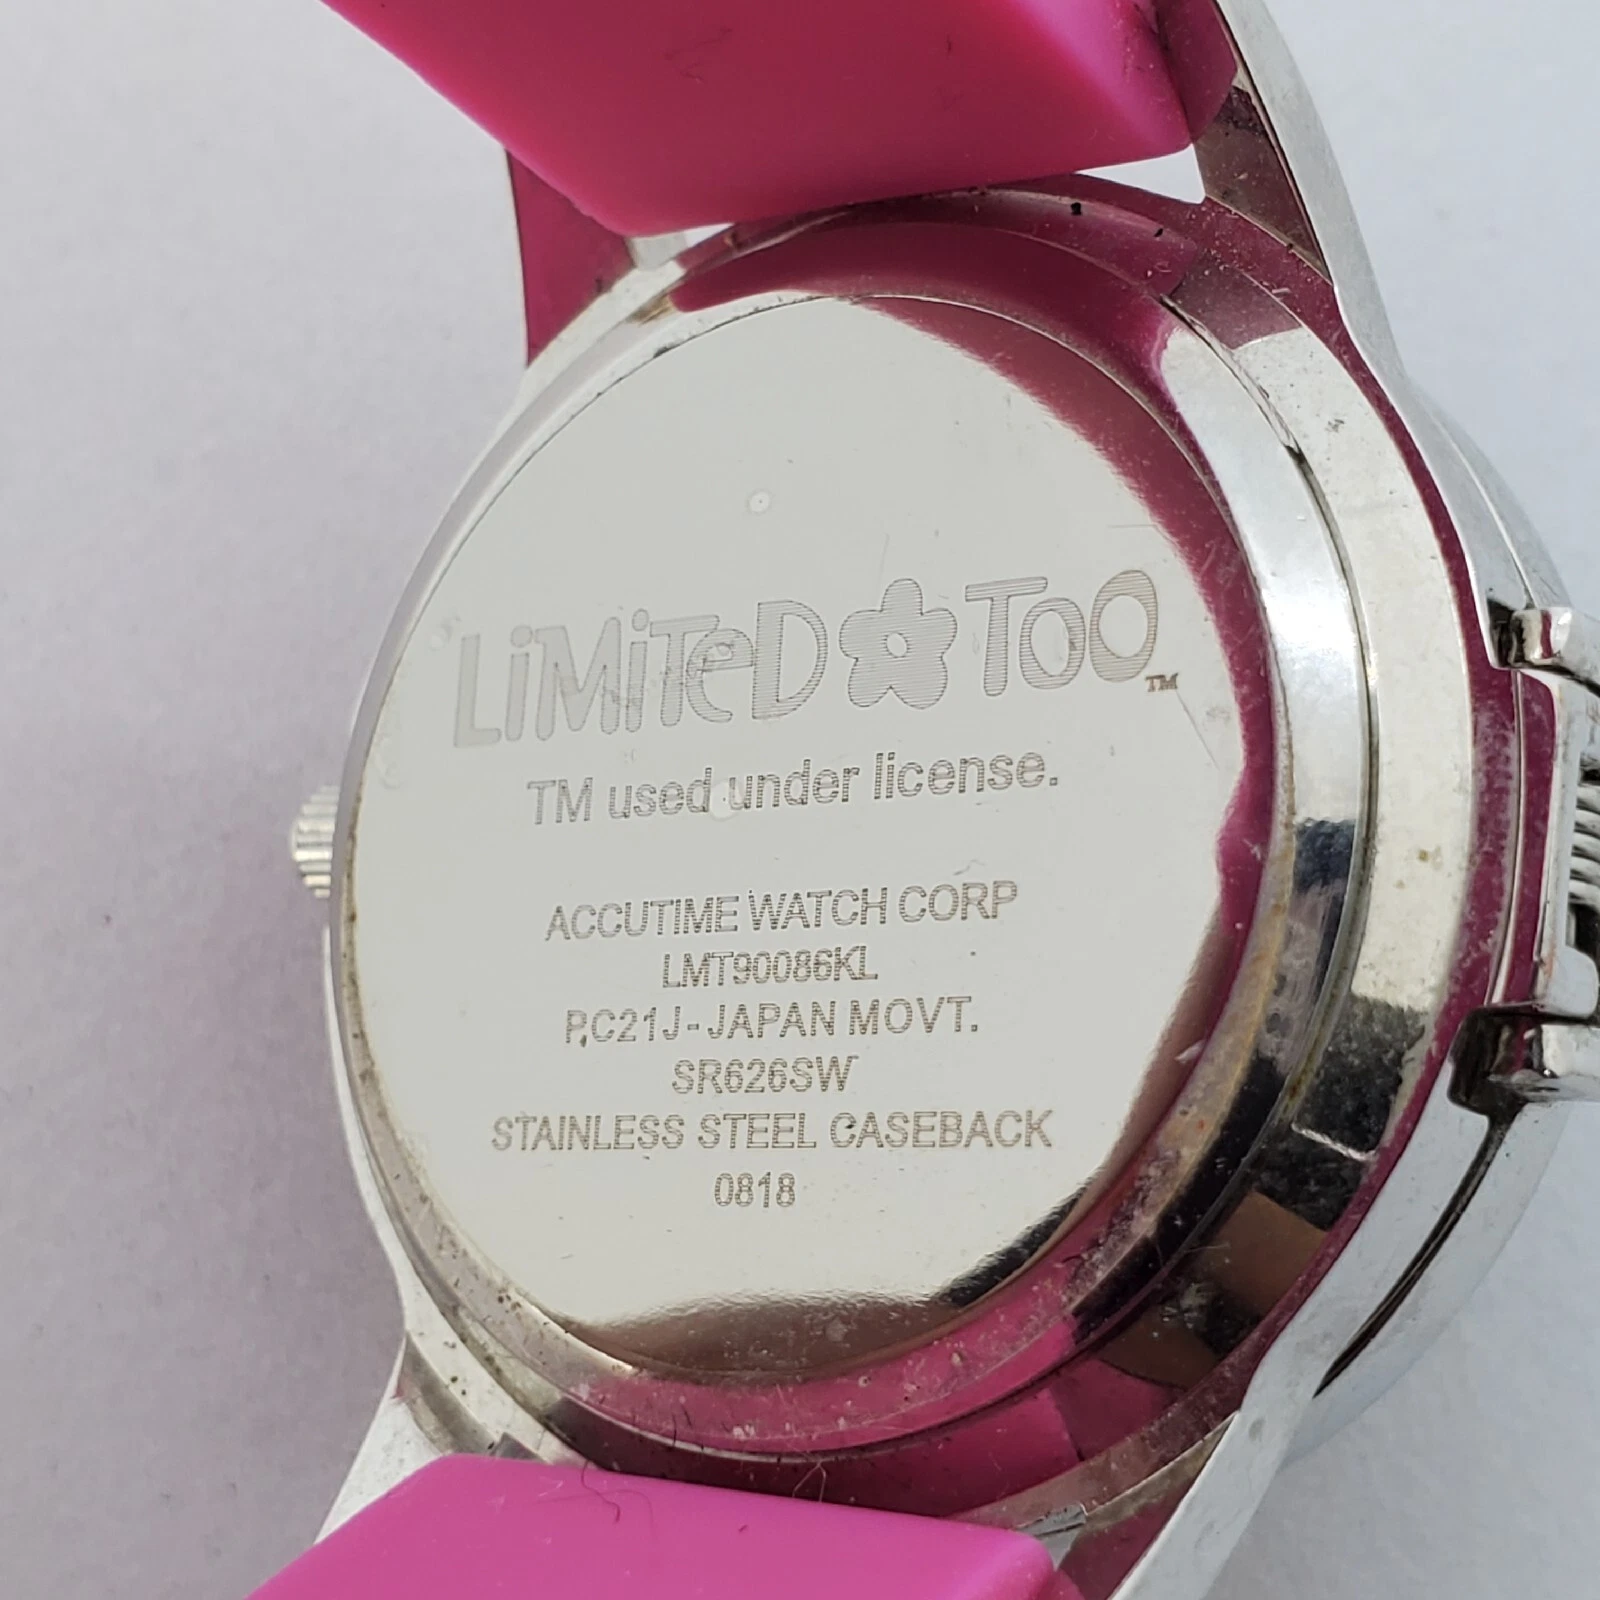 LiMiTeD ToO™
TM used under license.
ACCUTIME WATCH CORP
LMT90086KL
PC21J - JAPAN MOVT.
SR626SW
STAINLESS STEEL CASEBACK
0818